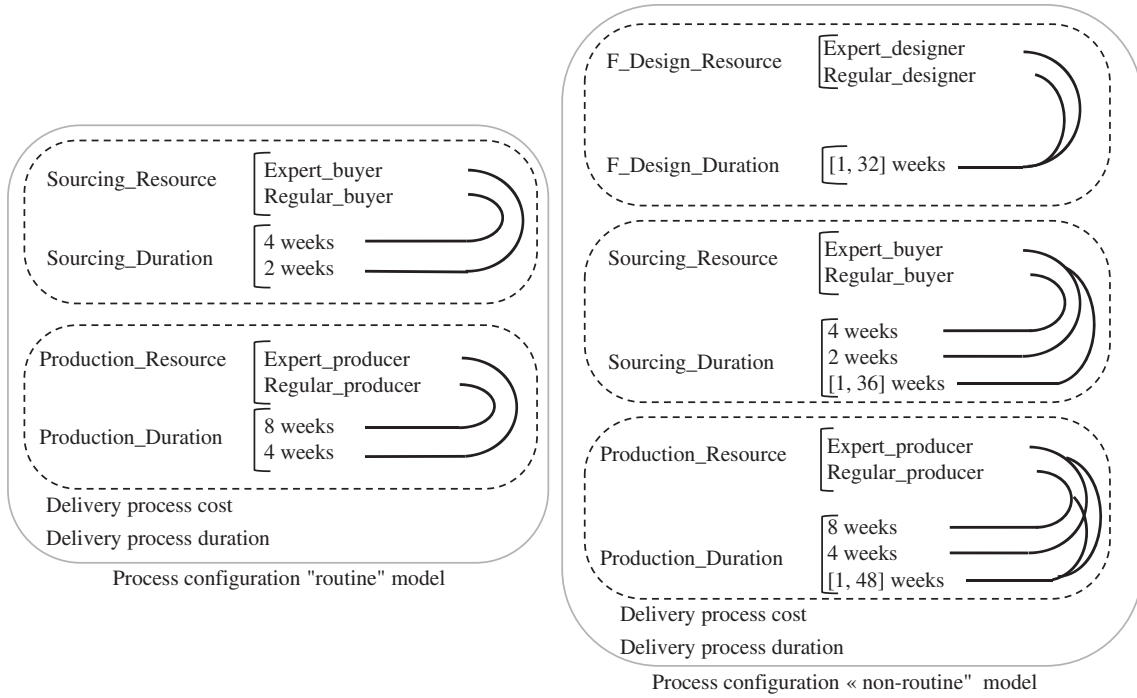 Sourcing_Resource
Expert_buyer
Regular_buyer
Sourcing_Duration
4 weeks
2 weeks
Production_Resource
Expert_producer
Regular_producer
Production_Duration
8 weeks
4 weeks
Delivery process cost
Delivery process duration
Process configuration "routine" model
F_Design_Resource
Expert_designer
Regular_designer
F_Design_Duration
[1, 32] weeks
Sourcing_Resource
Expert_buyer
Regular_buyer
Sourcing_Duration
4 weeks
2 weeks
[1, 36] weeks
Production_Resource
Expert_producer
Regular_producer
Production_Duration
8 weeks
4 weeks
[1, 48] weeks
Delivery process cost
Delivery process duration
Process configuration « non-routine" model